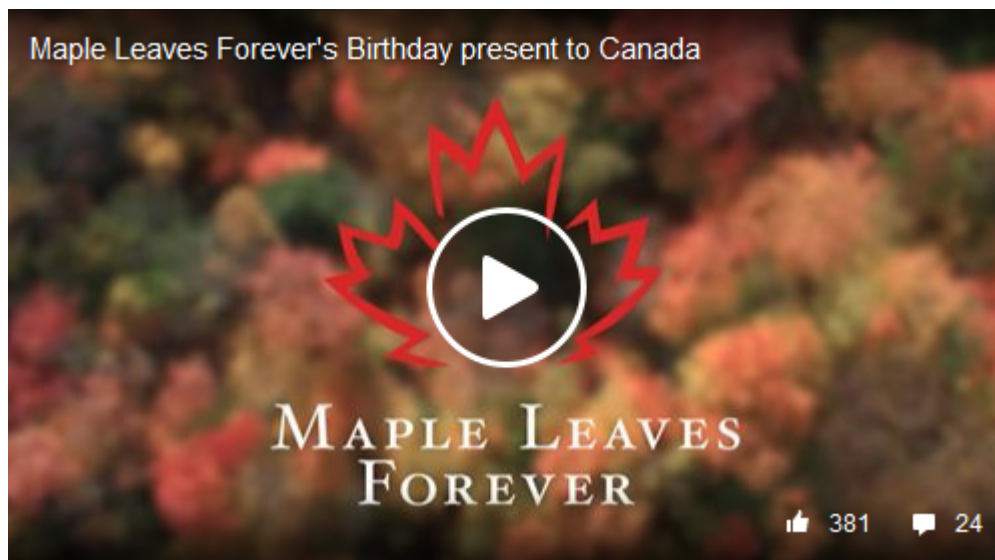 Maple Leaves Forever's Birthday present to Canada
MAPLE LEAVES
FOREVER
381 24